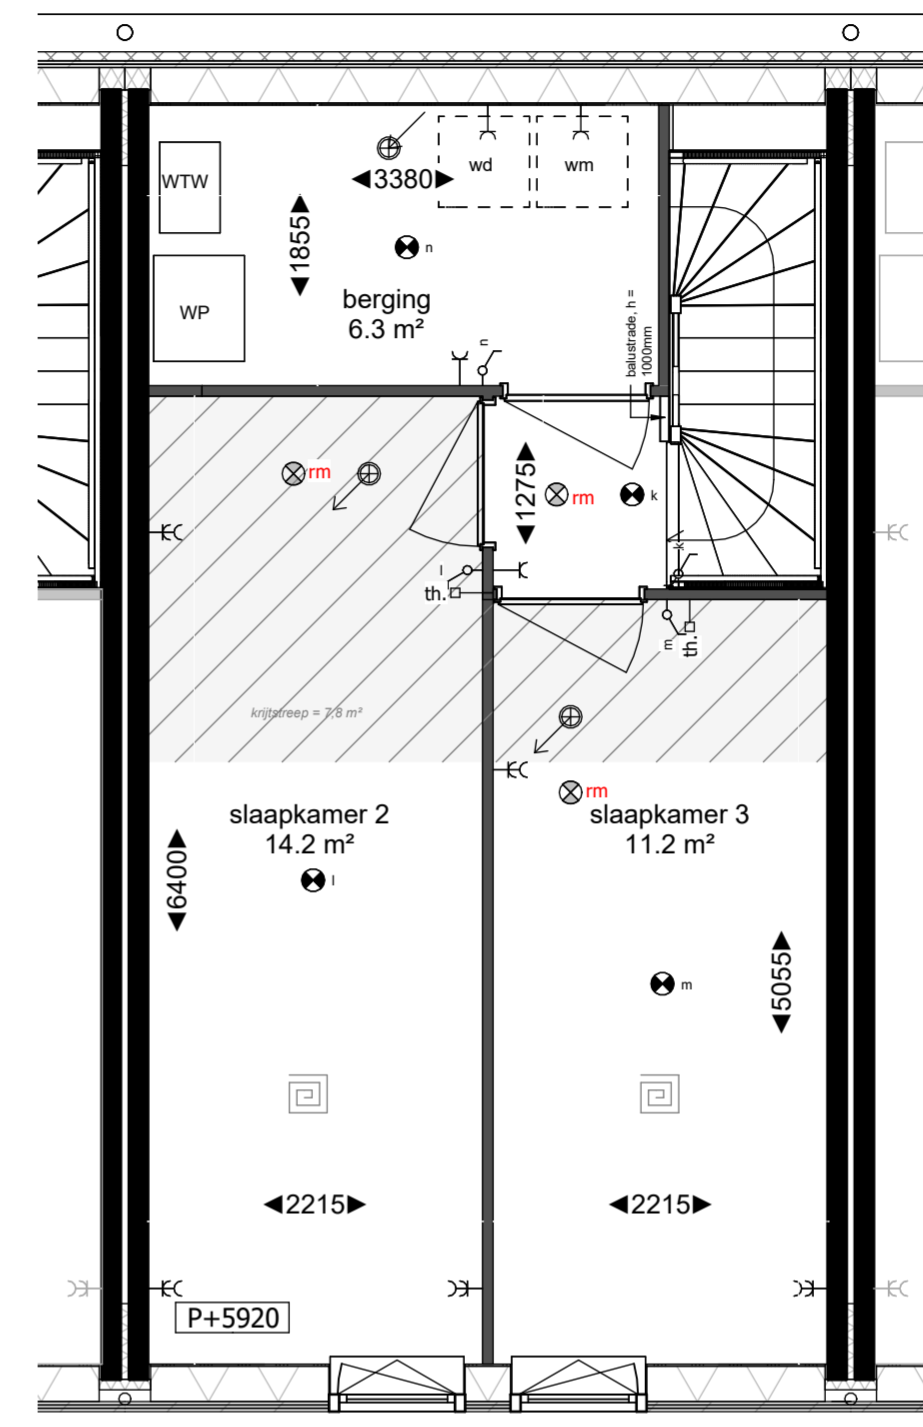 wd
wm
WTW
3380
1855
n
WP
berging
6.3 m²
balustrade, h =
1000mm
n
rm
1275
rm
k
k
l
th.
m
th.
krijtstreep = 7,8 m²
rm
slaapkamer 2
14.2 m²
slaapkamer 3
11.2 m²
6400
l
5055
m
2215
2215
P+5920